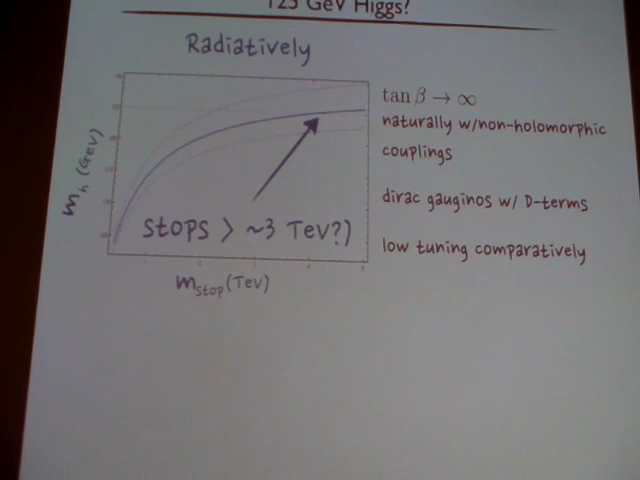 125 GeV Higgs?
Radiatively
m_h (GeV)
stops > ~3 TeV?)
m_stop (TeV)
tan β → ∞
naturally w/non-holomorphic
couplings
dirac gauginos w/ D-terms
low tuning comparatively